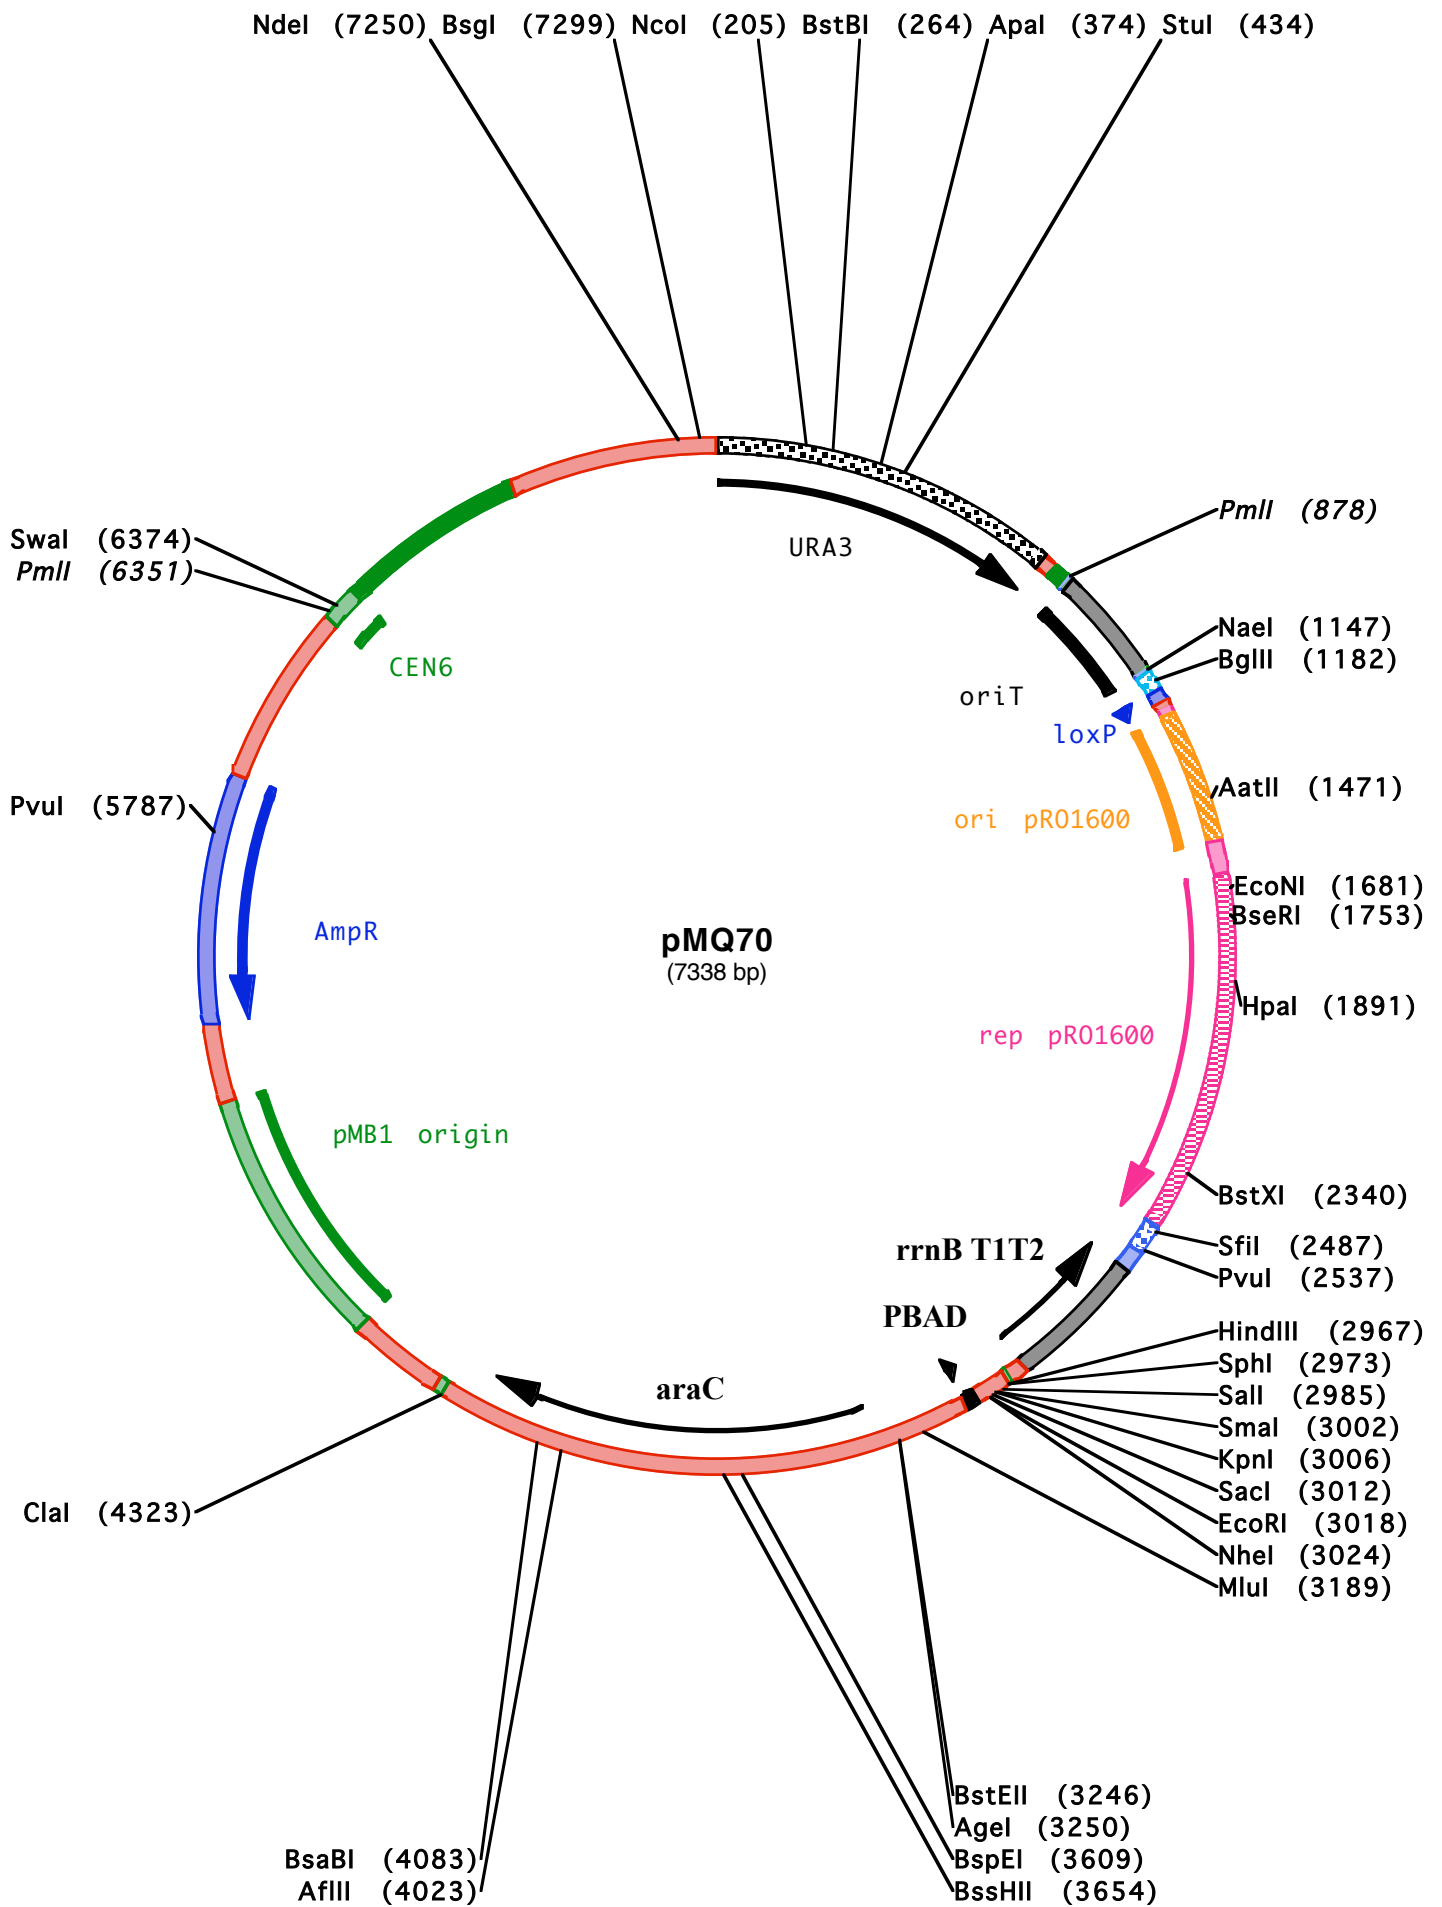 NdeI (7250) BsgI (7299) NcoI (205) BstBI (264) ApaI (374) StuI (434)
PmlI (878)
SwaI (6374)
PmlI (6351)
URA3
NaeI (1147)
BglII (1182)
CEN6
oriT
loxP
AatII (1471)
PvuI (5787)
ori pRO1600
EcoNI (1681)
BseRI (1753)
AmpR
pMQ70
(7338 bp)
HpaI (1891)
rep pRO1600
pMB1 origin
BstXI (2340)
rrnB T1T2
SfiI (2487)
PvuI (2537)
PBAD
HindIII (2967)
SphI (2973)
araC
SalI (2985)
SmaI (3002)
KpnI (3006)
SacI (3012)
ClaI (4323)
EcoRI (3018)
NheI (3024)
MluI (3189)
BstEII (3246)
AgeI (3250)
BsaBI (4083)
BspEI (3609)
AflII (4023)
BssHII (3654)